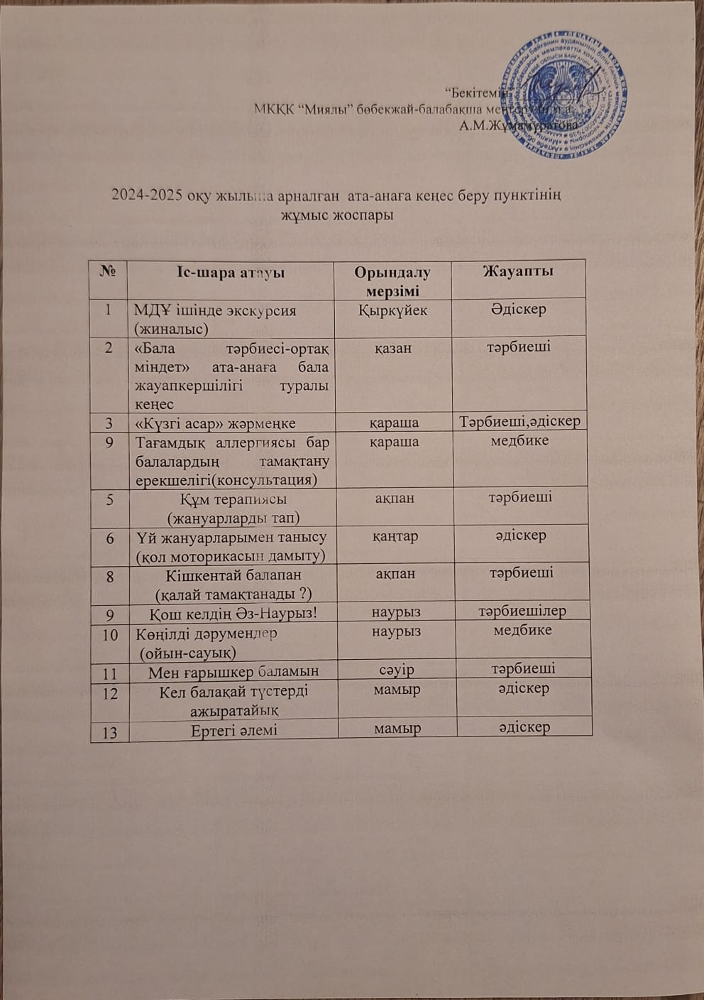 “Бекітемін”
МКҚК “Миялы” бөбекжай-балабақша меңгерушісі м.а.
А.М.Жұмамұратова
2024-2025 оқу жылына арналған ата-анаға кеңес беру пунктінің
жұмыс жоспары
№ Іс-шара атауы Орындалу мерзімі Жауапты
1 МДҰ ішінде экскурсия Қыркүйек Әдіскер
(жиналыс)
2 «Бала тәрбиесі-ортақ қазан тәрбиеші
міндет» ата-анаға бала
жауапкершілігі туралы
кеңес
3 «Күзгі асар» жәрмеңке қараша Тәрбиеші,әдіскер
9 Тағамдық аллергиясы бар қараша медбике
балалардың тамақтану
ерекшелігі(консультация)
5 Құм терапиясы ақпан тәрбиеші
(жануарларды тап)
6 Үй жануарларымен танысу қаңтар әдіскер
(қол моторикасын дамыту)
8 Кішкентай балапан ақпан тәрбиеші
(қалай тамақтанады ?)
9 Қош келдің Әз-Наурыз! наурыз тәрбиешілер
10 Көңілді дәрумендер наурыз медбике
(ойын-сауық)
11 Мен ғарышкер баламын сәуір тәрбиеші
12 Кел балақай түстерді мамыр әдіскер
ажыратайық
13 Ертегі әлемі мамыр әдіскер